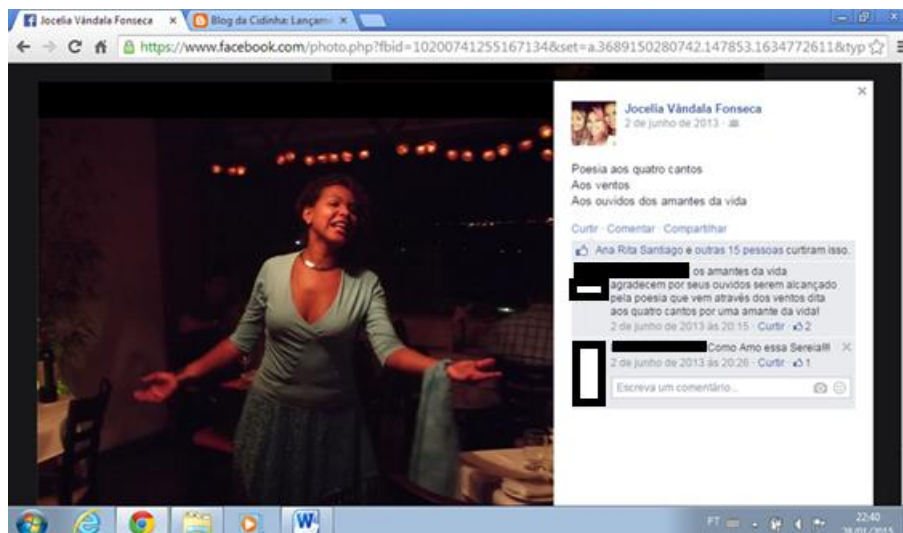 Jocelia Vândala Fonseca
Blog da Cidinha: Lançam
https://www.facebook.com/photo.php?fbid=10200741255167134&set=a.3689150280742.147853.1634772611&typ
Jocelia Vândala Fonseca
2 de junho de 2013
Poesia aos quatro cantos
Aos ventos
Aos ouvidos dos amantes da vida
Curtir · Comentar · Compartilhar
Ana Rita Santiago e outras 15 pessoas curtiram isso.
os amantes da vida
agradecem por seus ouvidos serem alcançado
pela poesia que vem através dos ventos dita
aos quatro cantos por uma amante da vida!
2 de junho de 2013 às 20:15 · Curtir · 2
Como Amo essa Sereia!!!
2 de junho de 2013 às 20:26 · Curtir · 1
Escreva um comentário...
PT
22:40
28/01/2015